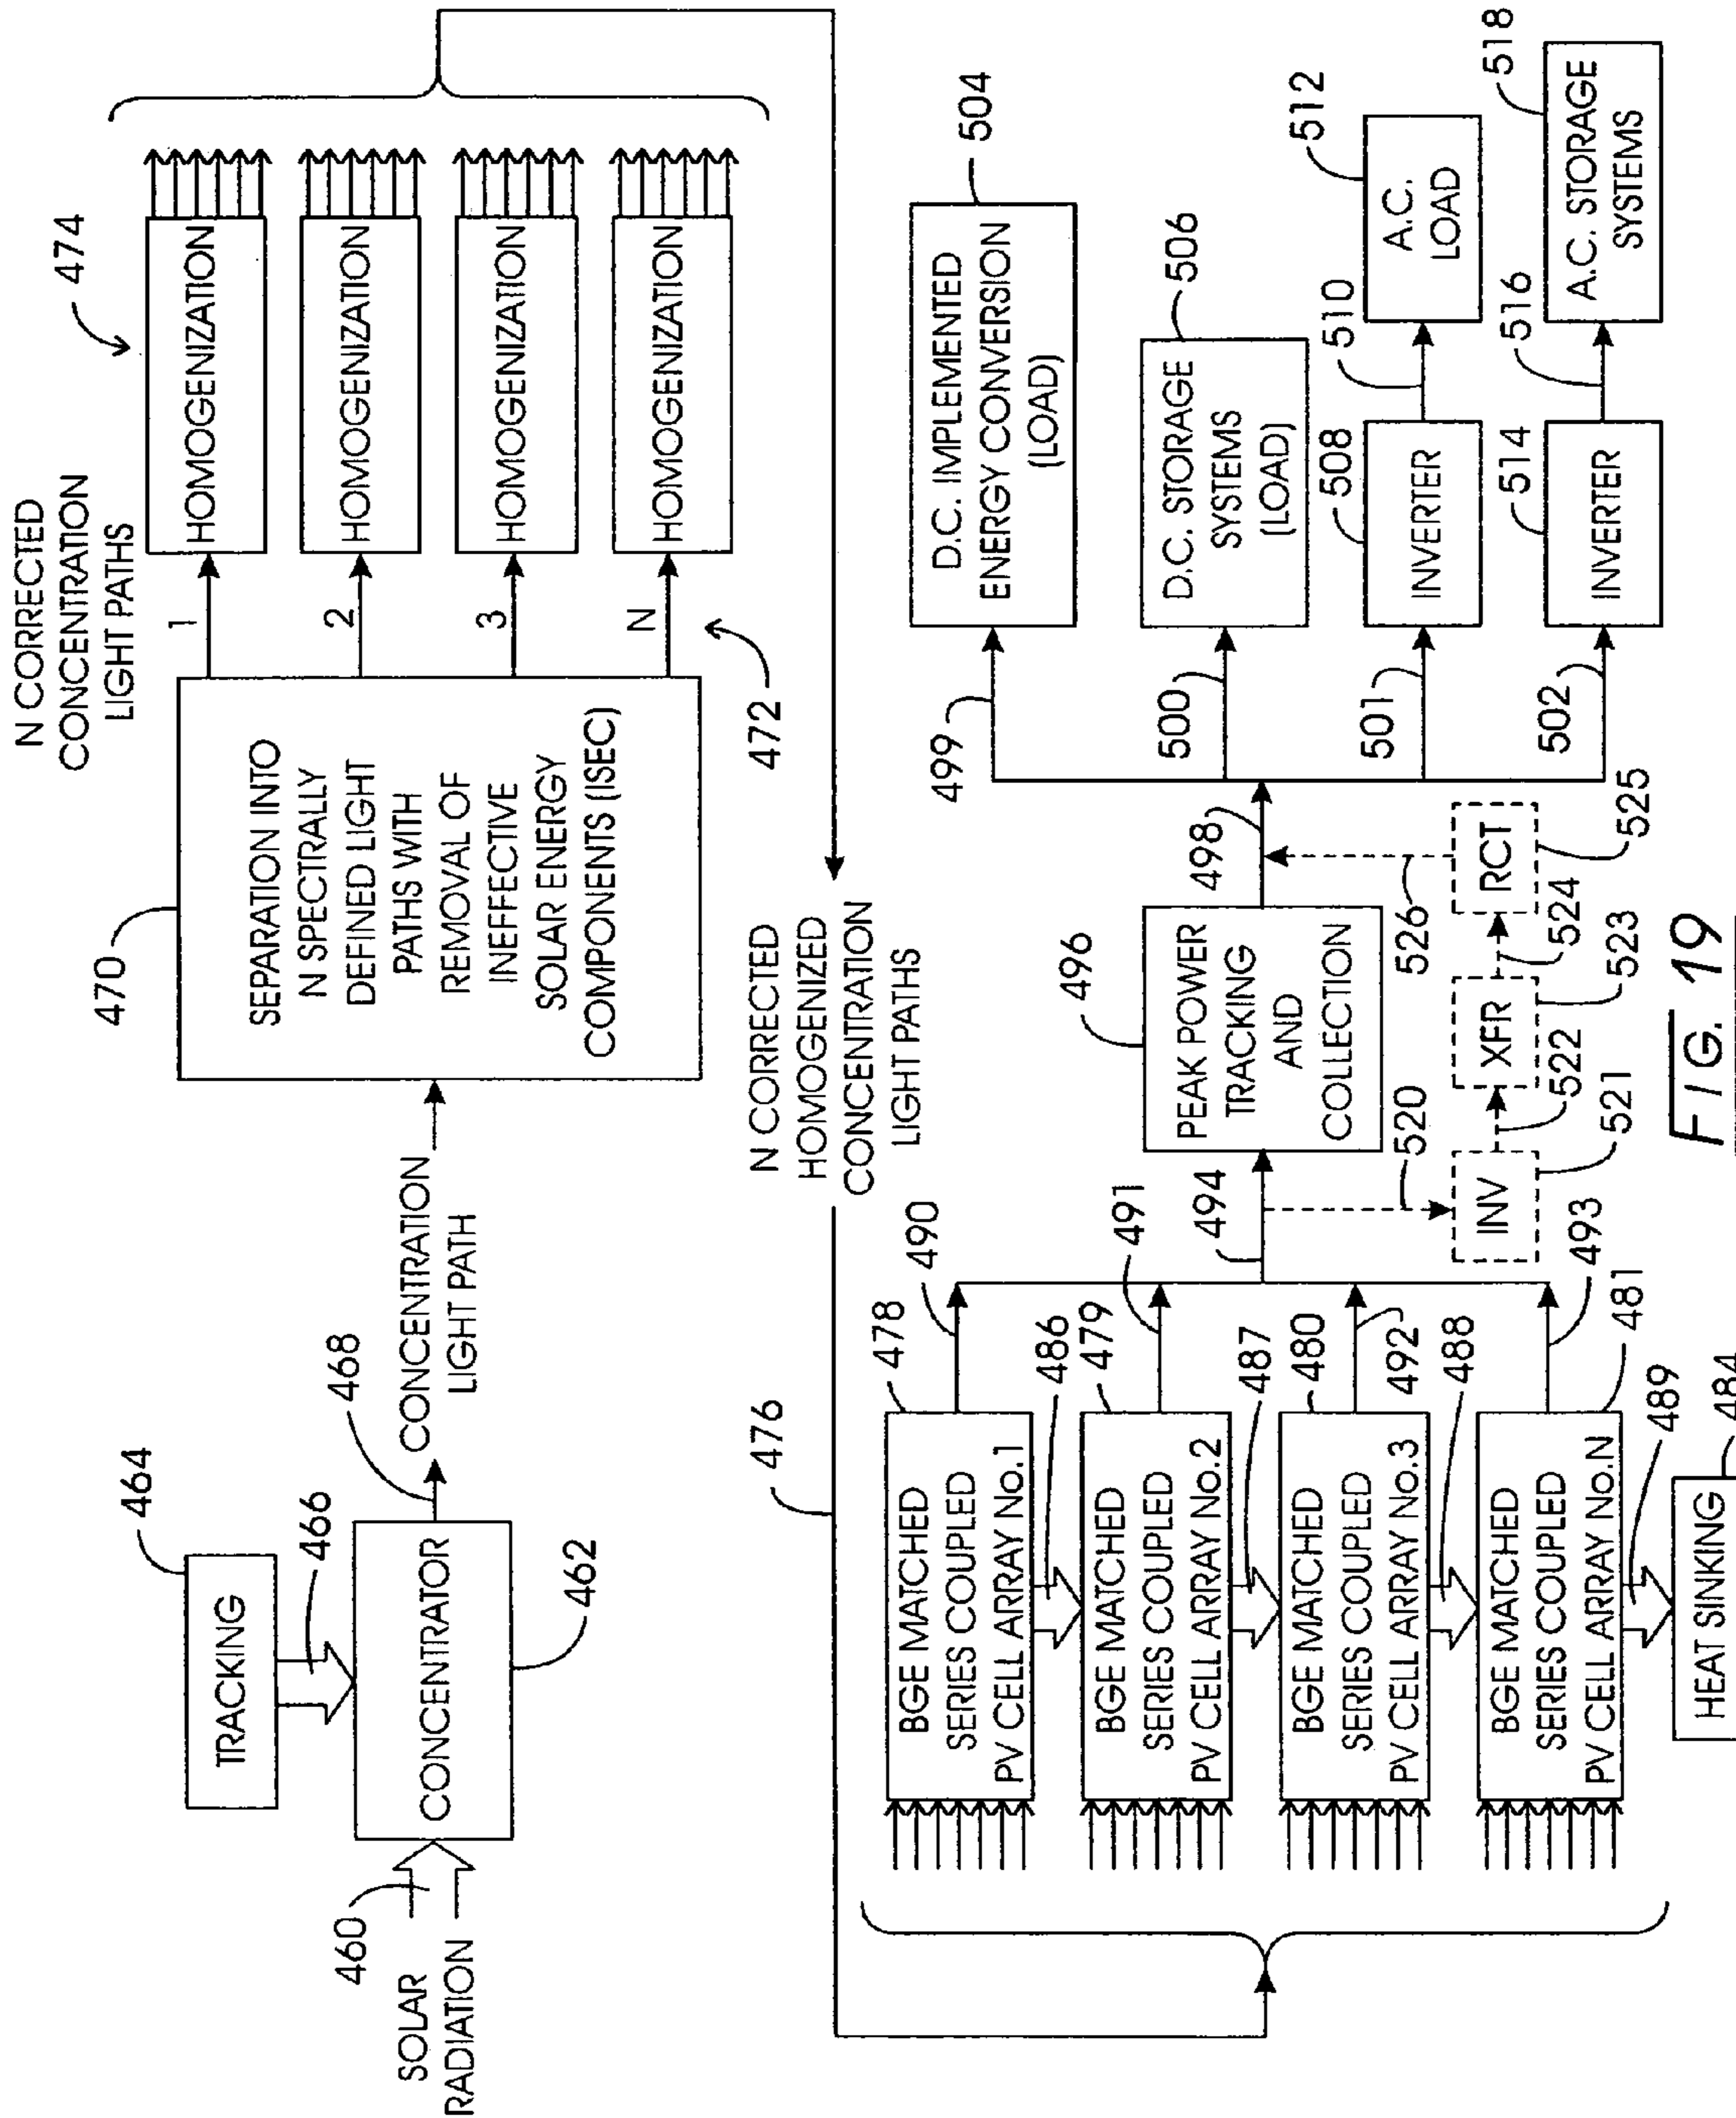 SOLAR
RADIATION
460
TRACKING
464
466
CONCENTRATOR
462
468
CONCENTRATION
LIGHT PATH
470
SEPARATION INTO
N SPECTRALLY
DEFINED LIGHT
PATHS WITH
REMOVAL OF
INEFFECTIVE
SOLAR ENERGY
COMPONENTS (ISEC)
1
2
3
N
472
N CORRECTED
CONCENTRATION
LIGHT PATHS
474
HOMOGENIZATION
HOMOGENIZATION
HOMOGENIZATION
HOMOGENIZATION
476
N CORRECTED
HOMOGENIZED
CONCENTRATION
LIGHT PATHS
BGE MATCHED
SERIES COUPLED
PV CELL ARRAY No.1
478
490
486
BGE MATCHED
SERIES COUPLED
PV CELL ARRAY No.2
479
491
487
BGE MATCHED
SERIES COUPLED
PV CELL ARRAY No.3
480
492
488
BGE MATCHED
SERIES COUPLED
PV CELL ARRAY No.N
481
493
489
HEAT SINKING
484
494
PEAK POWER
TRACKING
AND
COLLECTION
496
498
520
INV
521
522
XFR
523
524
RCT
525
526
499
D.C. IMPLEMENTED
ENERGY CONVERSION
(LOAD)
504
500
D.C. STORAGE
SYSTEMS
(LOAD)
506
501
INVERTER
508
510
A.C.
LOAD
512
502
INVERTER
514
516
A.C. STORAGE
SYSTEMS
518
FIG. 19